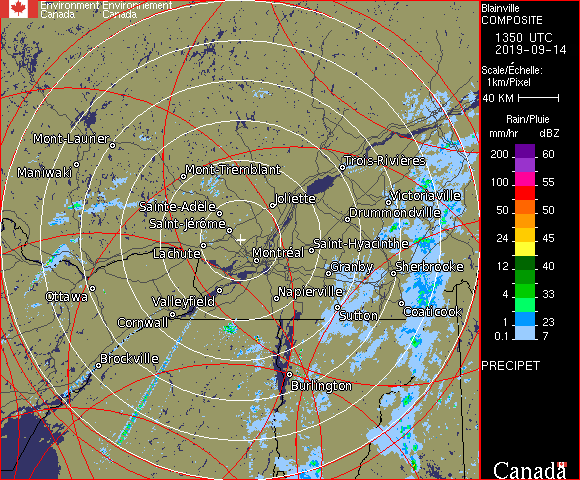 Environment Environnement
Canada Canada
Blainville
COMPOSITE
1350 UTC
2019-09-14
Scale/Échelle:
1km/Pixel
40 KM
Rain/Pluie
mm/hr dBZ
200 60
100 55
50 50
24 45
12 40
4 33
1 23
0.1 7
PRECIPET
Canada
Mont-Laurier
Maniwaki
Mont-Tremblant
Trois-Rivieres
Sainte-Adele
Joliette
Victoriaville
Drummondville
Saint-Jérôme
Lachute
Montréal
Saint-Hyacinthe
Granby
Sherbrooke
Ottawa
Valleyfield
Napierville
Cornwall
Sutton
Coaticook
Brockville
Burlington